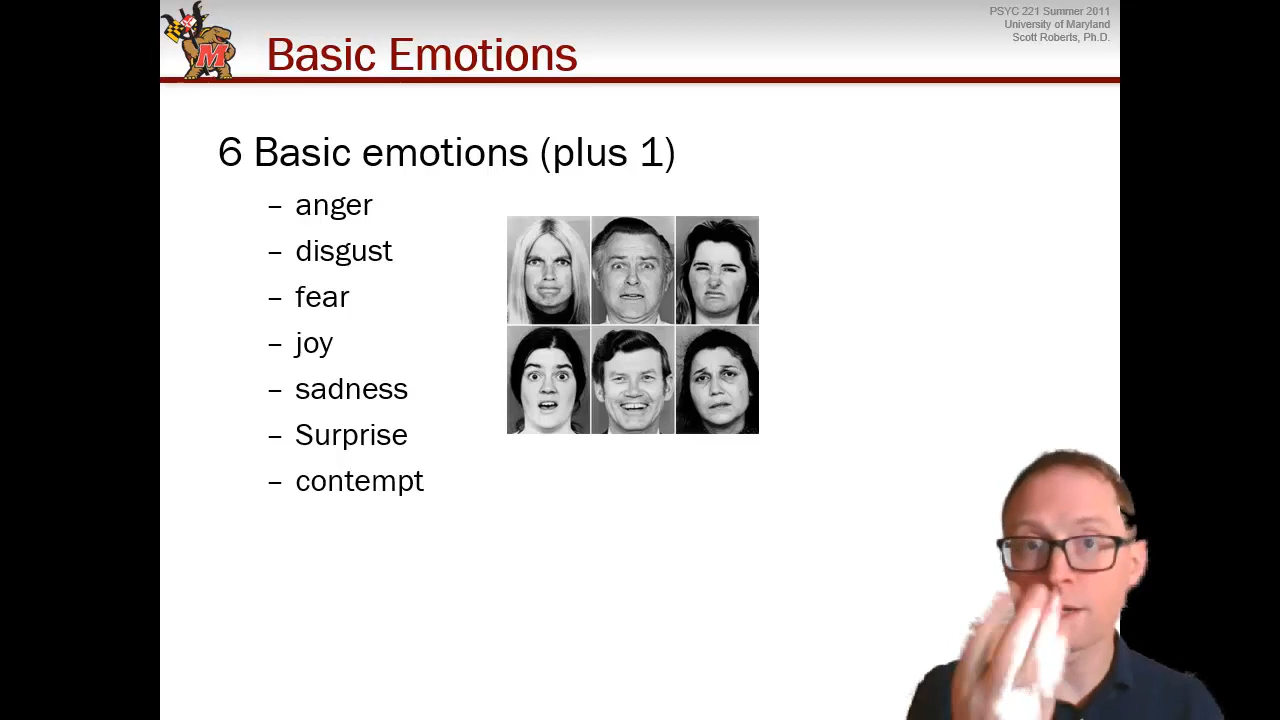 PSYC 221 Summer 2011
University of Maryland
Scott Roberts, Ph.D.
M
Basic Emotions
6 Basic emotions (plus 1)
– anger
– disgust
– fear
– joy
– sadness
– Surprise
– contempt